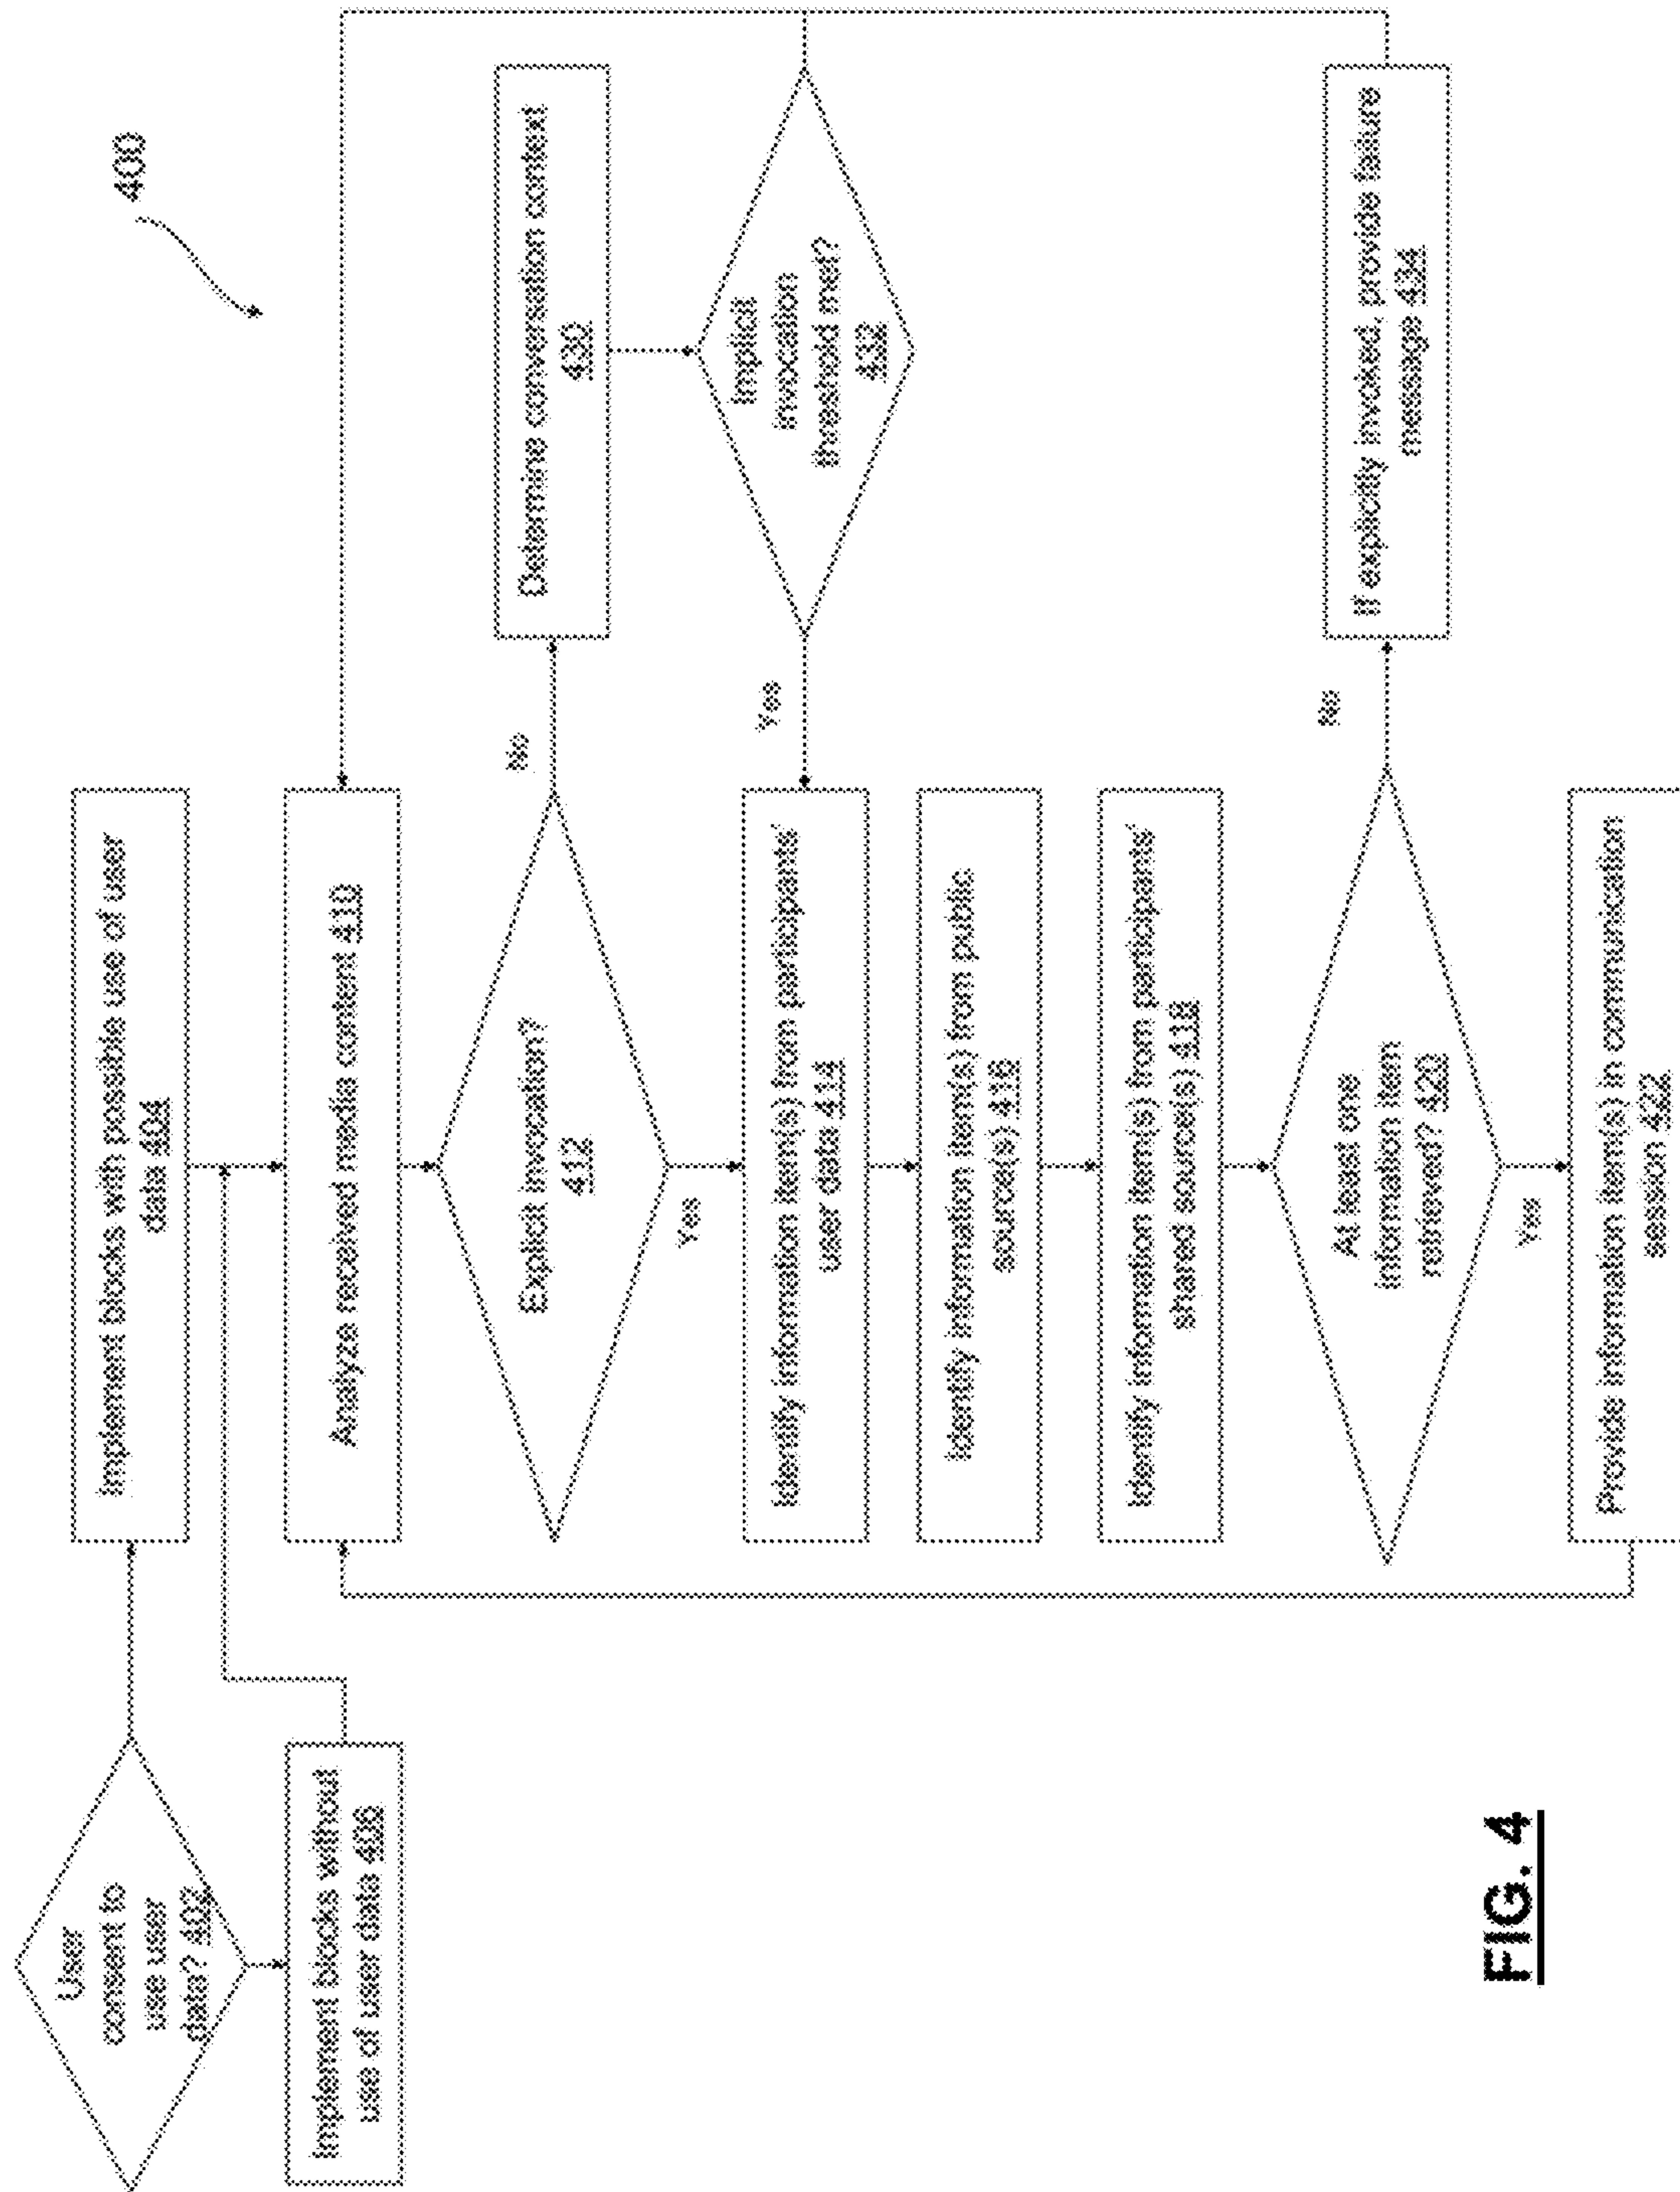 400
User
consent to
use user
data? 402
Implement blocks with possible use of user
data 404
Implement blocks without
use of user data 406
Analyze received media content 410
Explicit invocation?
412
No
Determine conversation context
430
Implicit
invocation
threshold met?
432
Yes
Yes
Identify information item(s) from participants'
user data 414
Identify information item(s) from public
source(s) 416
Identify information item(s) from participants'
shared source(s) 418
At least one
information item
retrieved? 420
No
If explicitly invoked, provide failure
message 424
Yes
Provide information item(s) in communication
session 422
FIG. 4